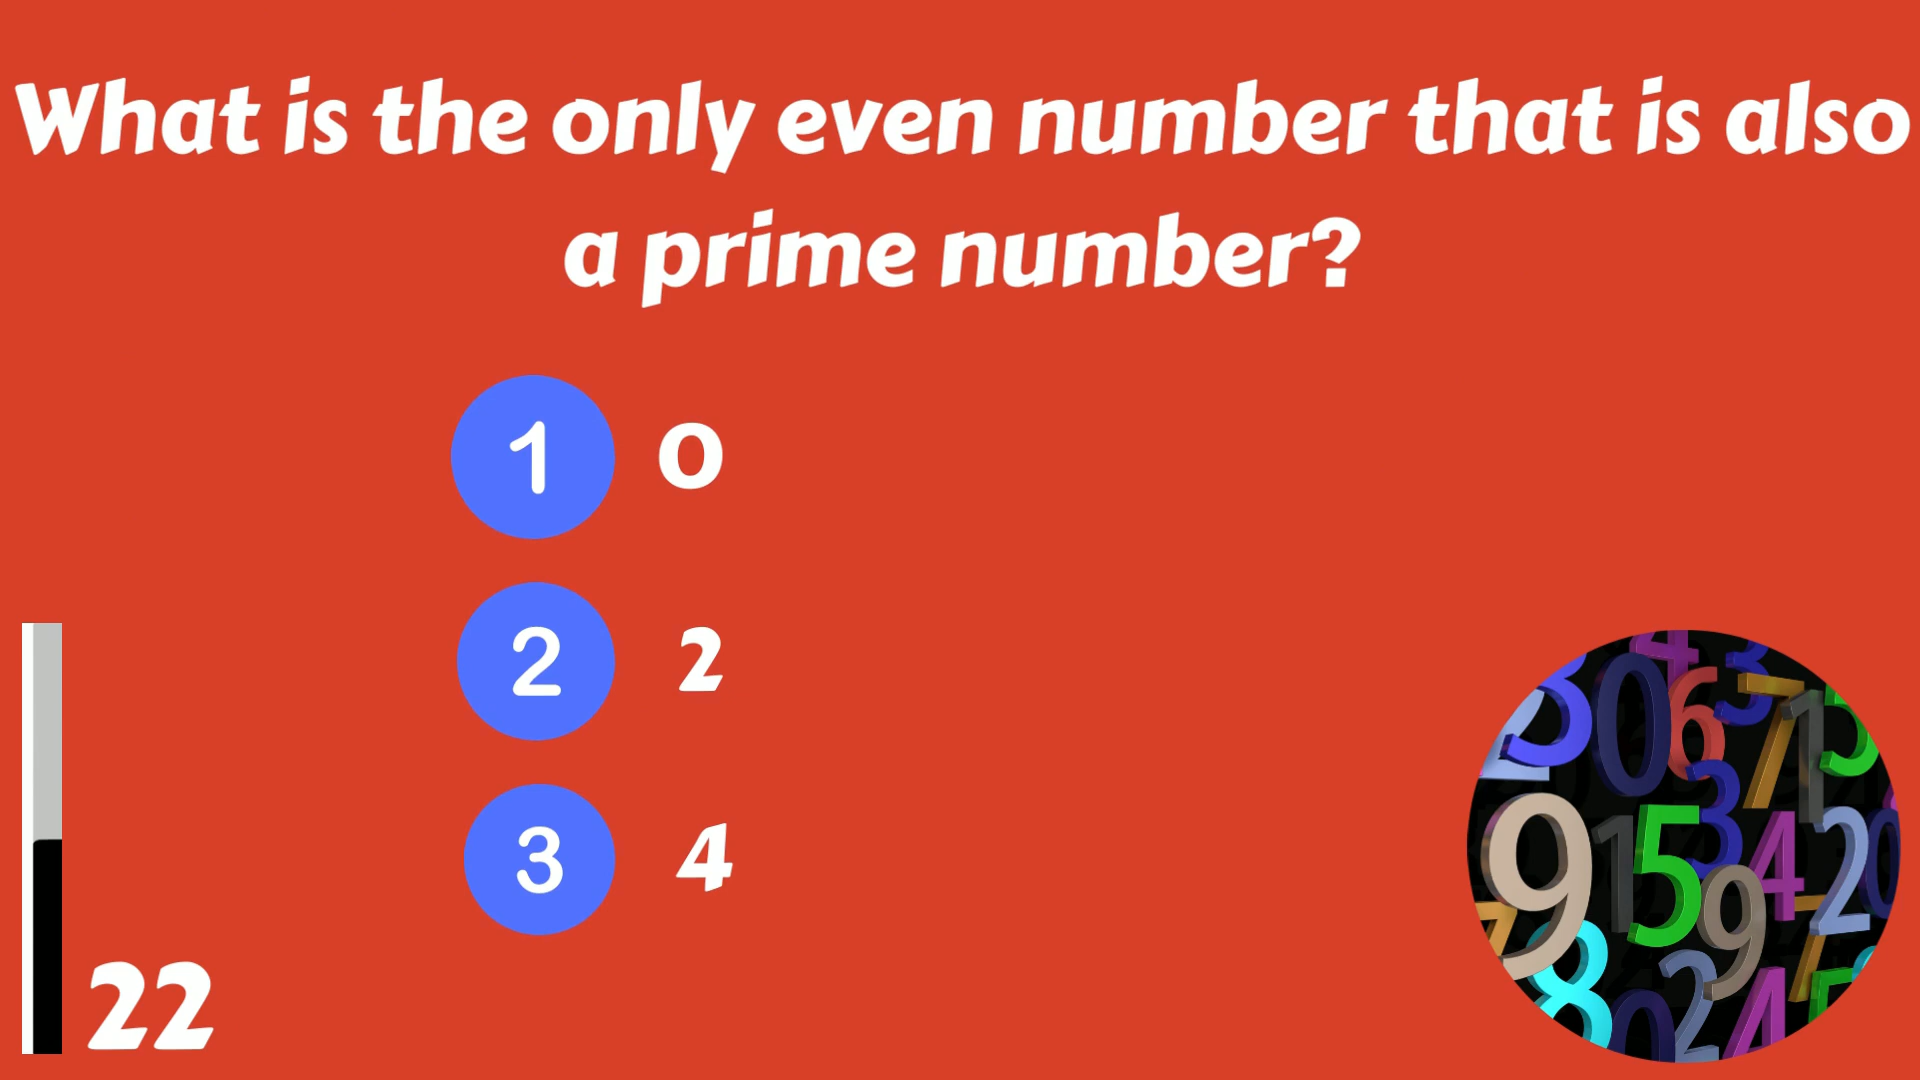 What is the only even number that is also
a prime number?
1 0
2 2
3 4
22